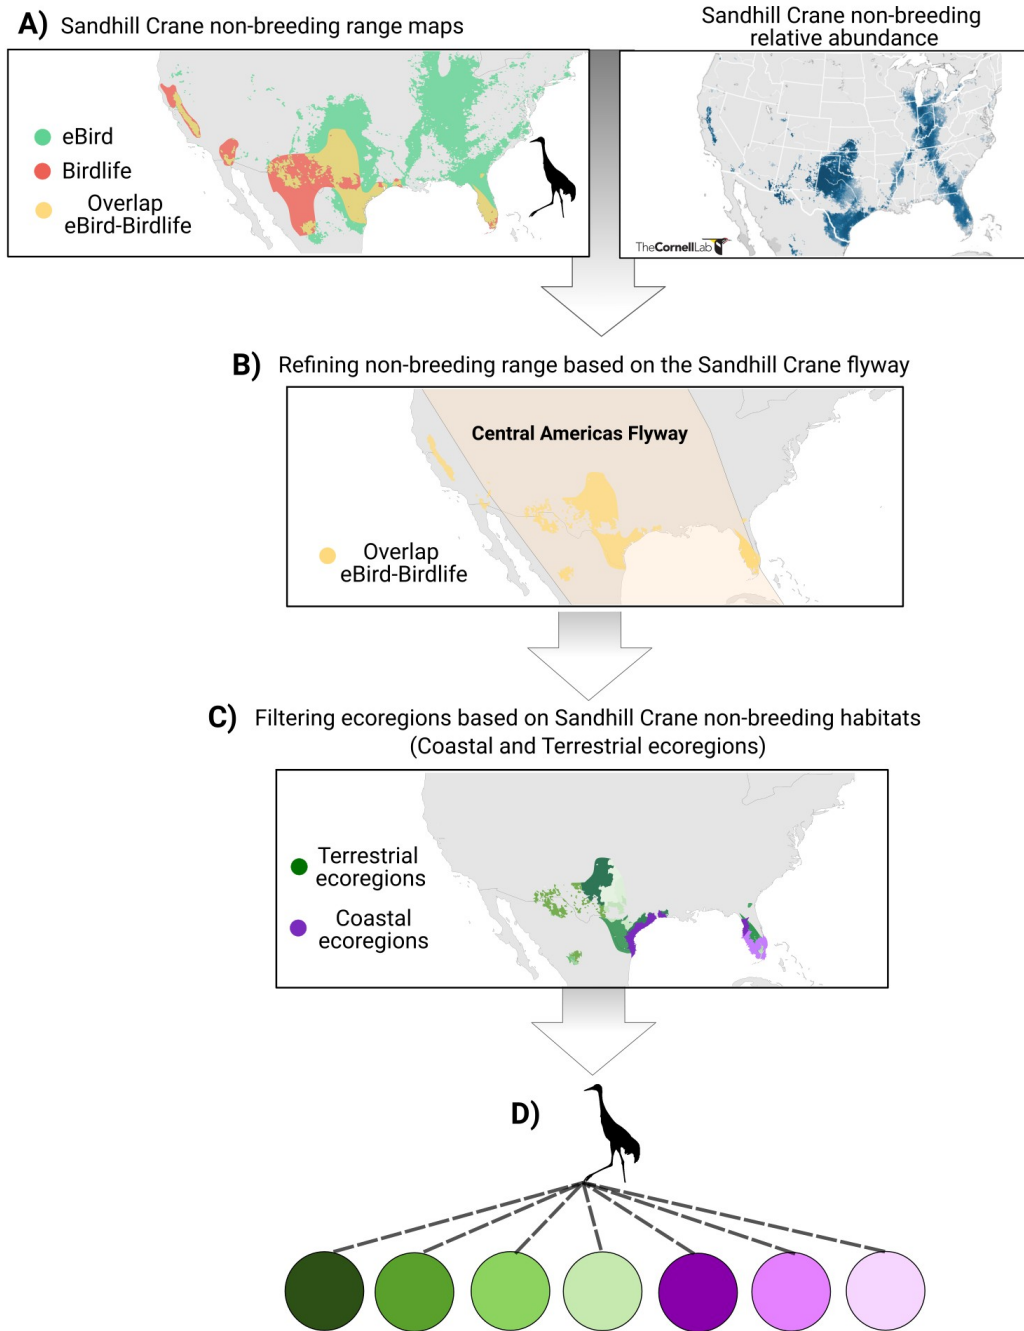 A) Sandhill Crane non-breeding range maps
Sandhill Crane non-breeding
relative abundance
eBird
Birdlife
Overlap
eBird-Birdlife
TheCornellLab
B) Refining non-breeding range based on the Sandhill Crane flyway
Central Americas Flyway
Overlap
eBird-Birdlife
C) Filtering ecoregions based on Sandhill Crane non-breeding habitats
(Coastal and Terrestrial ecoregions)
Terrestrial
ecoregions
Coastal
ecoregions
D)